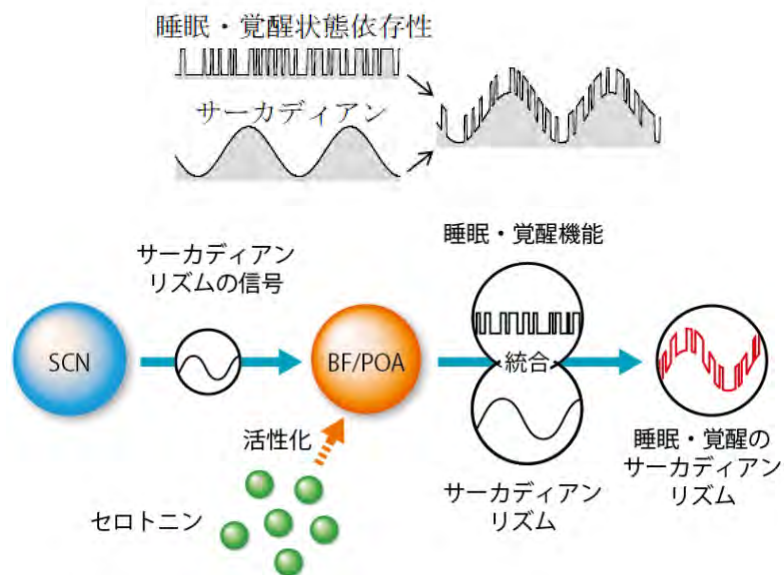 睡眠・覚醒状態依存性
サーカディアン
サーカディアン
リズムの信号
睡眠・覚醒機能
SCN
BF/POA
統合
活性化
セロトニン
サーカディアン
リズム
睡眠・覚醒の
サーカディアン
リズム